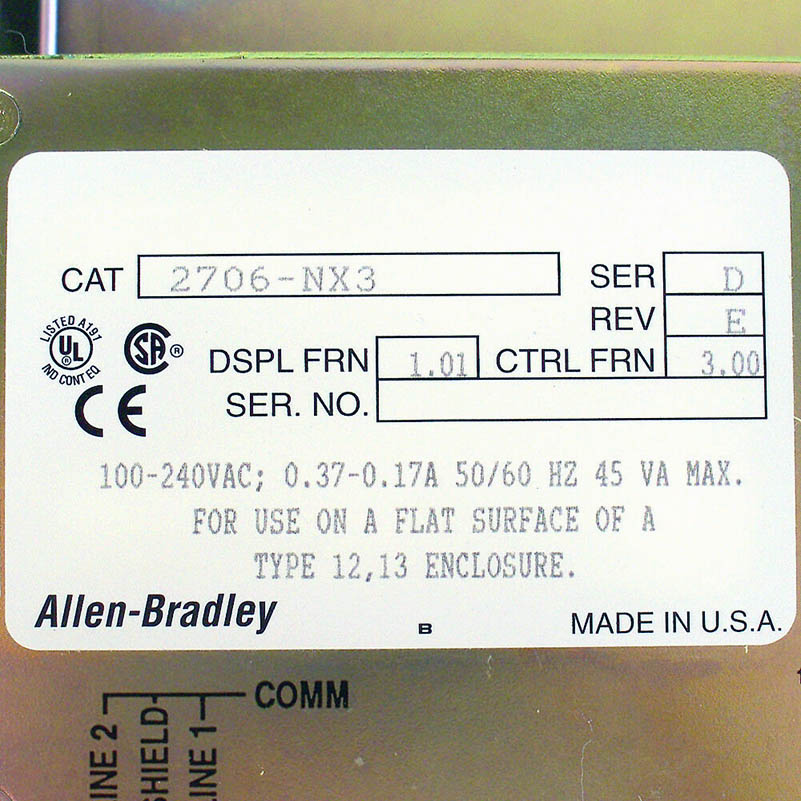 CAT 2706-NX3 SER D
REV E
LISTED A191
UL ®
IND CONT EQ
SA ®
DSPL FRN 1.01 CTRL FRN 3.00
CE
SER. NO.
100-240VAC; 0.37-0.17A 50/60 HZ 45 VA MAX.
FOR USE ON A FLAT SURFACE OF A
TYPE 12,13 ENCLOSURE.
Allen-Bradley B MADE IN U.S.A.
COMM
INE 2
SHIELD
INE 1